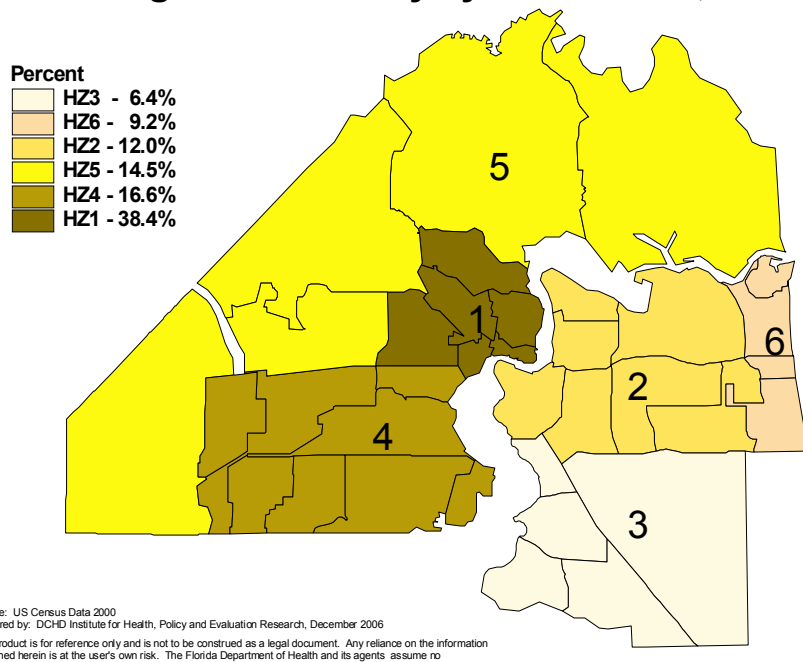 Percent
HZ3 - 6.4%
HZ6 - 9.2%
HZ2 - 12.0%
HZ5 - 14.5%
HZ4 - 16.6%
HZ1 - 38.4%
5
1
6
2
4
3
e: US Census Data 2000
red by: DCHD Institute for Health, Policy and Evaluation Research, December 2006
roduct is for reference only and is not to be construed as a legal document. Any reliance on the information
ned herein is at the user's own risk. The Florida Department of Health and its agents assume no